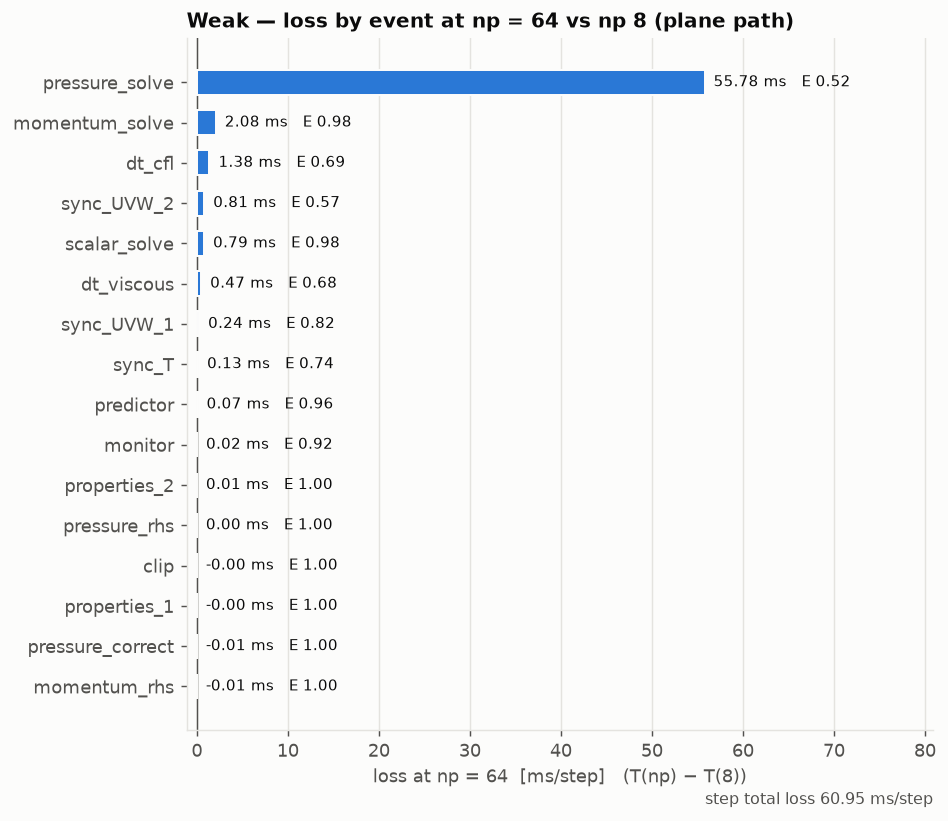 Weak — loss by event at np = 64 vs np 8 (plane path)
pressure_solve 55.78 ms E 0.52
momentum_solve 2.08 ms E 0.98
dt_cfl 1.38 ms E 0.69
sync_UVW_2 0.81 ms E 0.57
scalar_solve 0.79 ms E 0.98
dt_viscous 0.47 ms E 0.68
sync_UVW_1 0.24 ms E 0.82
sync_T 0.13 ms E 0.74
predictor 0.07 ms E 0.96
monitor 0.02 ms E 0.92
properties_2 0.01 ms E 1.00
pressure_rhs 0.00 ms E 1.00
clip -0.00 ms E 1.00
properties_1 -0.00 ms E 1.00
pressure_correct -0.01 ms E 1.00
momentum_rhs -0.01 ms E 1.00
0 10 20 30 40 50 60 70 80
loss at np = 64 [ms/step] (T(np) − T(8))
step total loss 60.95 ms/step